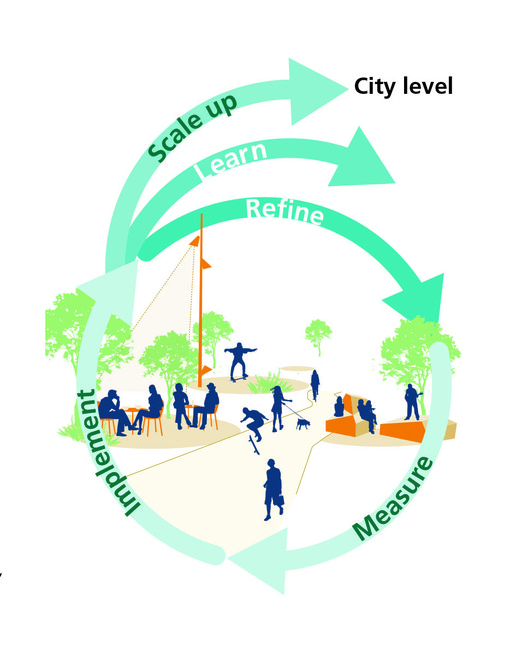 City level
Scale up
Learn
Refine
Implement
Measure